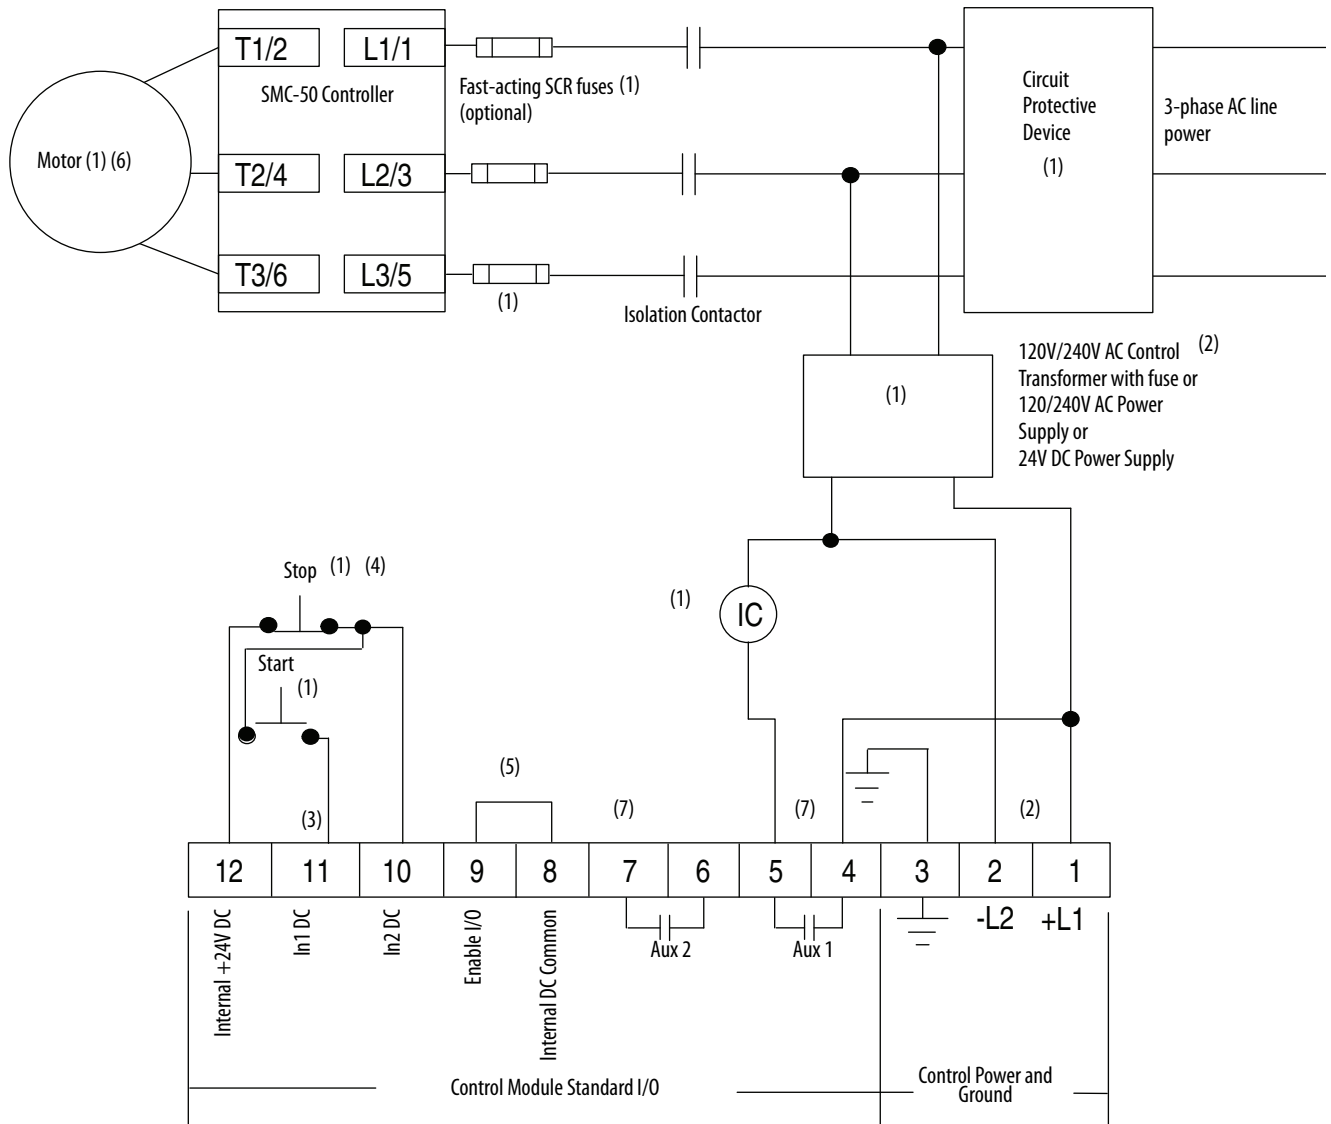 T1/2
L1/1
SMC-50 Controller
Fast-acting SCR fuses (1)
(optional)
Circuit
Protective
Device
(1)
3-phase AC line
power
Motor (1) (6)
T2/4
L2/3
T3/6
L3/5
(1)
Isolation Contactor
120V/240V AC Control (2)
Transformer with fuse or
120/240V AC Power
Supply or
24V DC Power Supply
(1)
Stop (1) (4)
(1)
IC
Start
(1)
(5)
(3)
(7)
(7)
(2)
12 11 10 9 8 7 6 5 4 3 2 1
Internal +24V DC
In1 DC
In2 DC
Enable I/O
Internal DC Common
Aux 2
Aux 1
-L2
+L1
Control Module Standard I/O
Control Power and
Ground